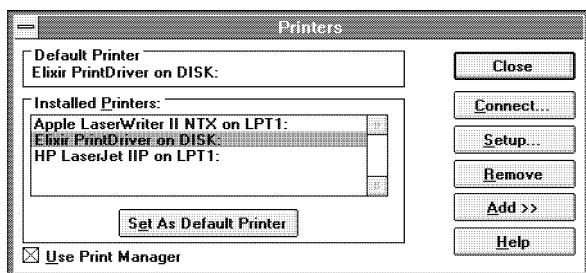 Printers
Default Printer
Elixir PrintDriver on DISK:
Installed Printers:
Apple LaserWriter II NTX on LPT1:
Elixir PrintDriver on DISK:
HP LaserJet IIP on LPT1:
Set As Default Printer
Use Print Manager
Close
Connect...
Setup...
Remove
Add >>
Help